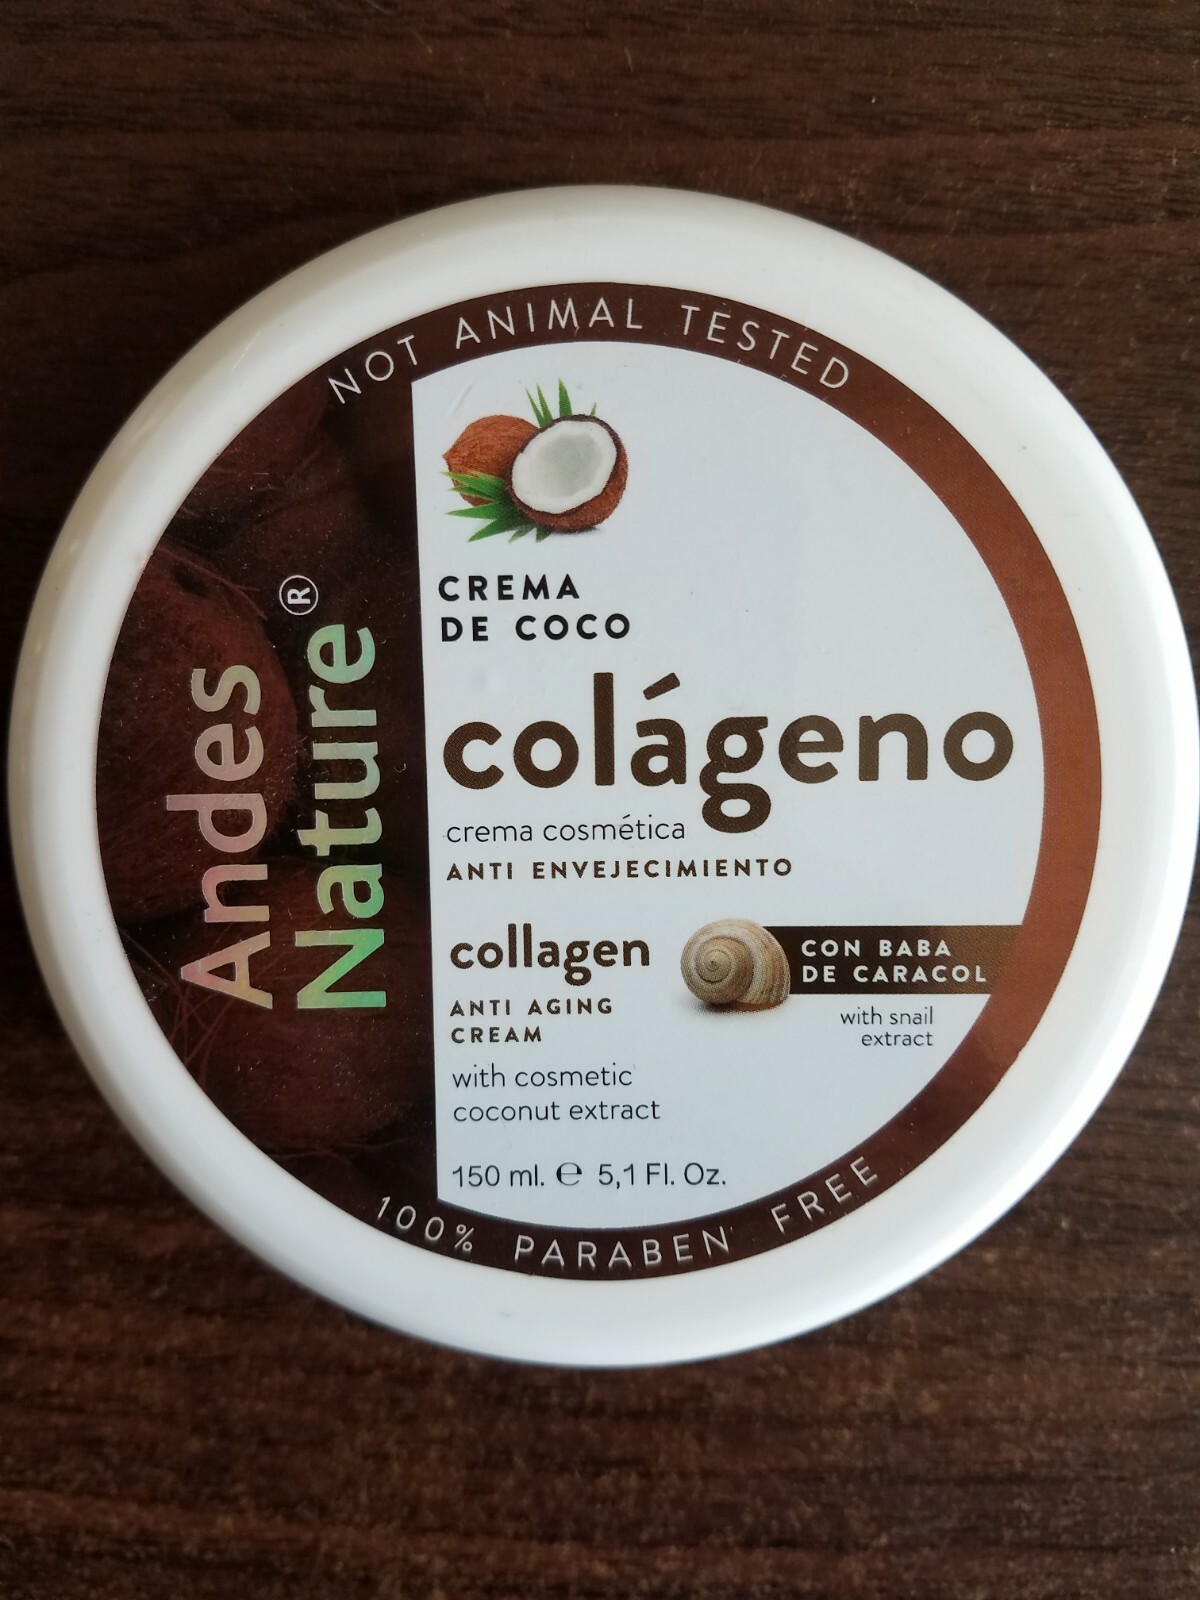 NOT ANIMAL TESTED
Andes
Nature®
CREMA
DE COCO
colágeno
crema cosmética
ANTI ENVEJECIMIENTO
collagen
ANTI AGING
CREAM
with cosmetic
coconut extract
CON BABA
DE CARACOL
with snail
extract
150 ml. ℮ 5,1 Fl. Oz.
100% PARABEN FREE